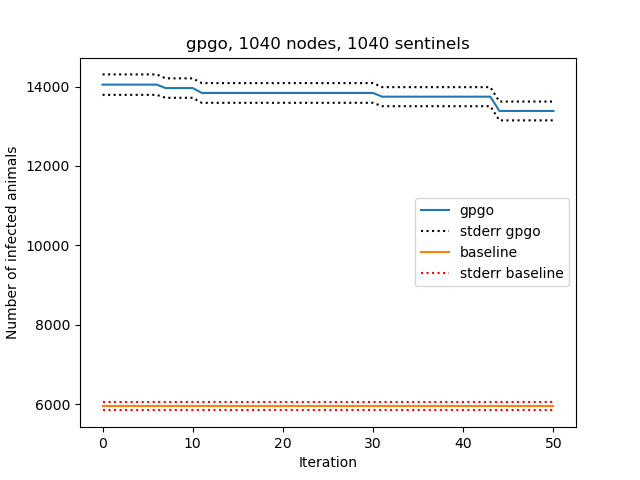 gpgo, 1040 nodes, 1040 sentinels
Number of infected animals
14000
12000
10000
8000
6000
gpgo
stderr gpgo
baseline
stderr baseline
0
10
20
30
40
50
Iteration